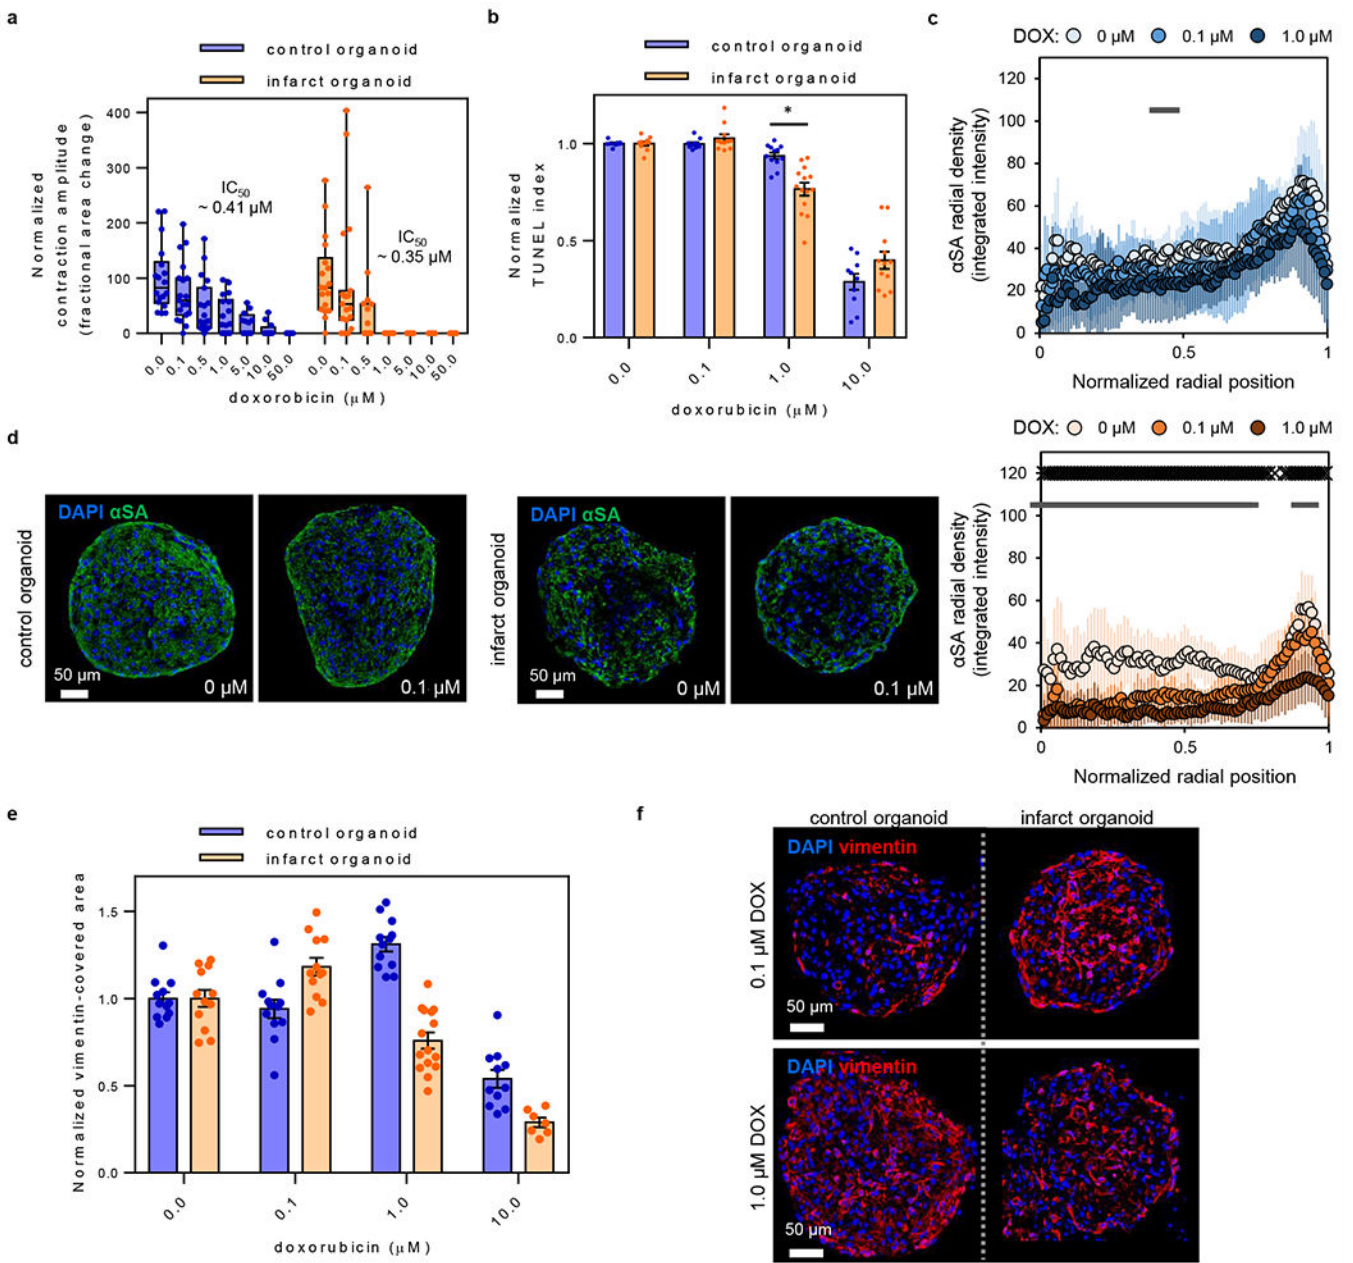 a
control organoid
infarct organoid
Normalized
contraction amplitude
(fractional area change)
400
300
200
100
0
IC50
~ 0.41 µM
IC50
~ 0.35 µM
0.0
0.1
0.5
1.0
5.0
10.0
50.0
0.0
0.1
0.5
1.0
5.0
10.0
50.0
doxorobicin (µM)
b
control organoid
infarct organoid
Normalized
TUNEL index
1.0
0.5
0.0
*
0.0
0.1
1.0
10.0
doxorubicin (µM)
c
DOX: 0 µM 0.1 µM 1.0 µM
αSA radial density
(integrated intensity)
120
100
80
60
40
20
0
0 0.5 1
Normalized radial position
DOX: 0 µM 0.1 µM 1.0 µM
αSA radial density
(integrated intensity)
120
100
80
60
40
20
0
0 0.5 1
Normalized radial position
d
control organoid
DAPI αSA
50 µm
0 µM
0.1 µM
infarct organoid
DAPI αSA
50 µm
0 µM
0.1 µM
e
control organoid
infarct organoid
Normalized vimentin-covered area
1.5
1.0
0.5
0.0
0.0
0.1
1.0
10.0
doxorubicin (µM)
f
control organoid infarct organoid
0.1 µM DOX
DAPI vimentin
50 µm
1.0 µM DOX
DAPI vimentin
50 µm